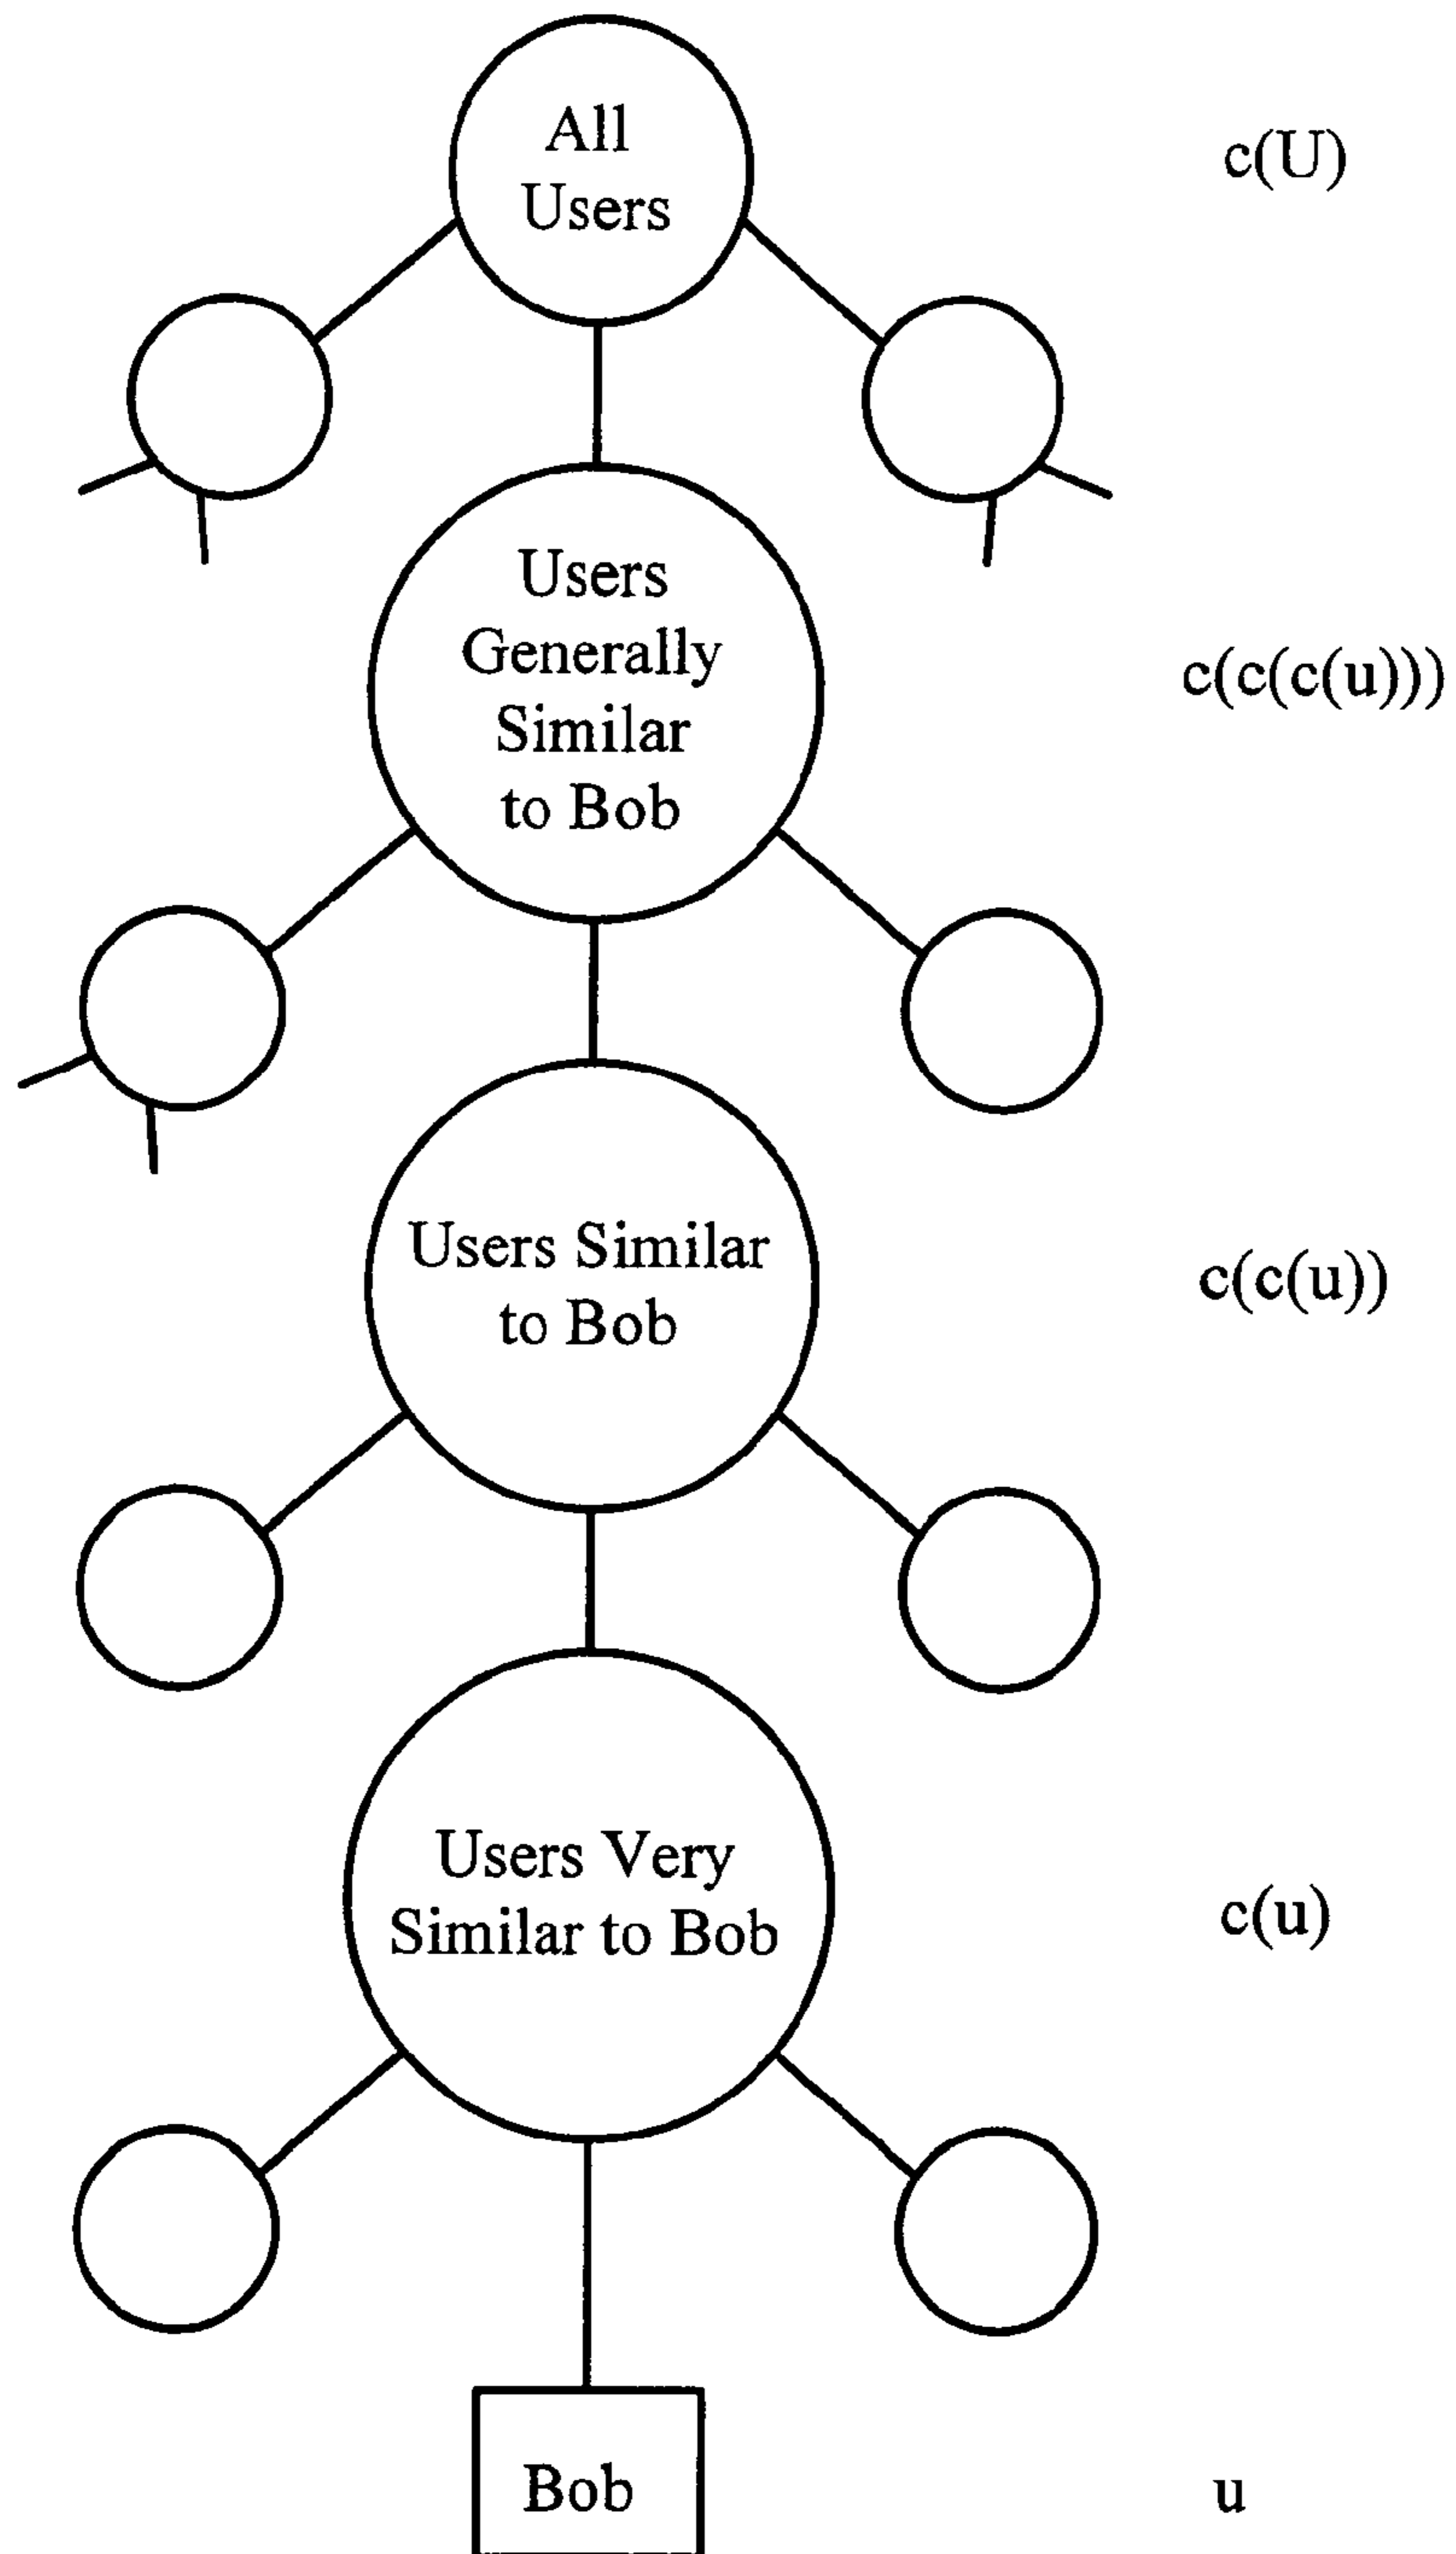 All
Users
c(U)
Users
Generally
Similar
to Bob
c(c(c(u)))
Users Similar
to Bob
c(c(u))
Users Very
Similar to Bob
c(u)
Bob
u